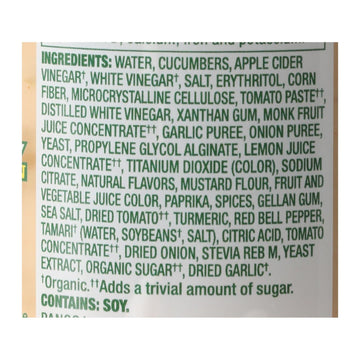 INGREDIENTS: WATER, CUCUMBERS, APPLE CIDER
VINEGAR†, WHITE VINEGAR†, SALT, ERYTHRITOL, CORN
FIBER, MICROCRYSTALLINE CELLULOSE, TOMATO PASTE††,
DISTILLED WHITE VINEGAR, XANTHAN GUM, MONK FRUIT
JUICE CONCENTRATE††, GARLIC PUREE, ONION PUREE,
YEAST, PROPYLENE GLYCOL ALGINATE, LEMON JUICE
CONCENTRATE††, TITANIUM DIOXIDE (COLOR), SODIUM
CITRATE, NATURAL FLAVORS, MUSTARD FLOUR, FRUIT AND
VEGETABLE JUICE COLOR, PAPRIKA, SPICES, GELLAN GUM,
SEA SALT, DRIED TOMATO††, TURMERIC, RED BELL PEPPER,
TAMARI† (WATER, SOYBEANS†, SALT), CITRIC ACID, TOMATO
CONCENTRATE††, DRIED ONION, STEVIA REB M, YEAST
EXTRACT, ORGANIC SUGAR††, DRIED GARLIC†.
†Organic.††Adds a trivial amount of sugar.
CONTAINS: SOY.